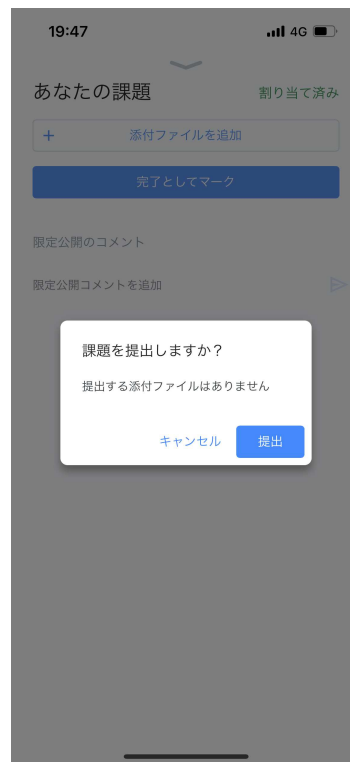 19:47 4G
あなたの課題 割り当て済み
+ 添付ファイルを追加
完了としてマーク
限定公開のコメント
限定公開コメントを追加
課題を提出しますか？
提出する添付ファイルはありません
キャンセル 提出